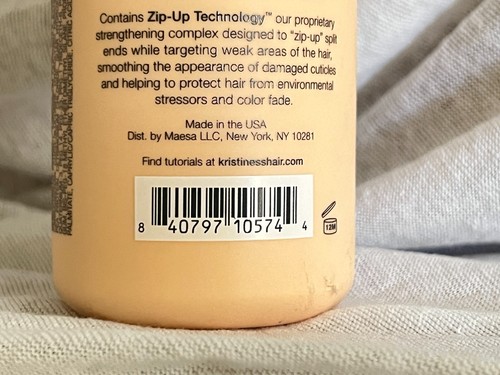 Contains Zip-Up Technology™ our proprietary
strengthening complex designed to "zip-up" split
ends while targeting weak areas of the hair,
smoothing the appearance of damaged cuticles
and helping to protect hair from environmental
stressors and color fade.
Made in the USA
Dist. by Maesa LLC, New York, NY 10281
Find tutorials at kristinesshair.com
8 40797 10574 4
12M